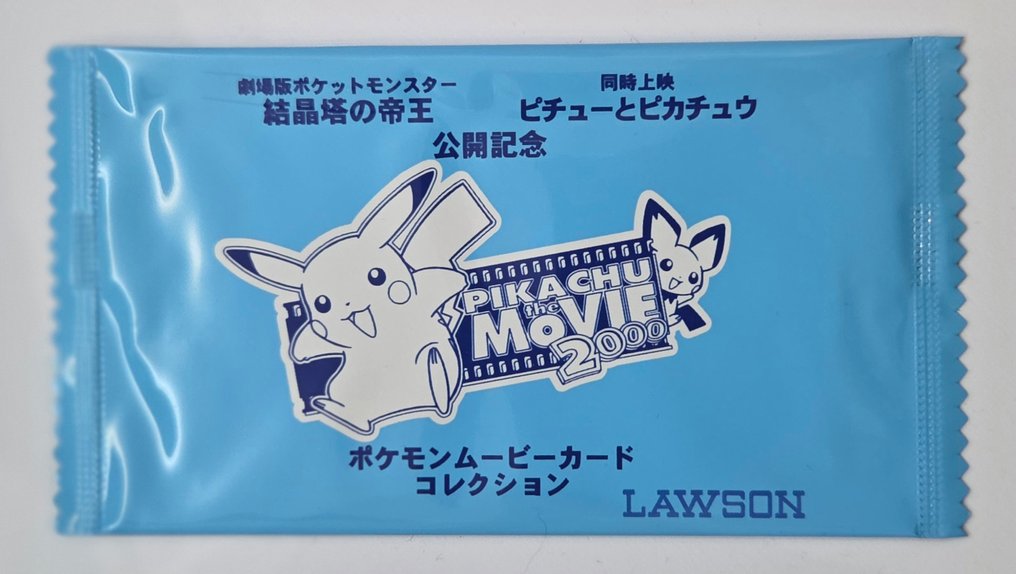 劇場版ポケットモンスター
結晶塔の帝王
同時上映
ピチューとピカチュウ
公開記念
PIKACHU
the
MOVIE
2000
ポケモンムービーカード
コレクション
LAWSON